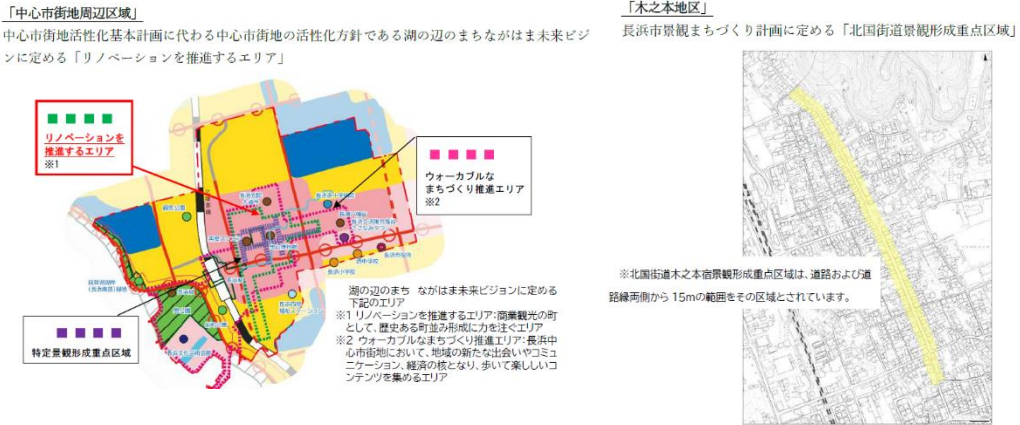 「中心市街地周辺区域」
中心市街地活性化基本計画に代わる中心市街地の活性化方針である湖の辺のまちながはま未来ビジ
ンに定める「リノベーションを推進するエリア」
リノベーションを
推進するエリア
※1
ウォーカブルな
まちづくり推進エリア
※2
特定景観形成重点区域
湖の辺のまち ながはま未来ビジョンに定める
下記のエリア
※1 リノベーションを推進するエリア:商業観光の町
として、歴史ある町並み形成に力を注ぐエリア
※2 ウォーカブルなまちづくり推進エリア:長浜中
心市街地において、地域の新たな出会いやコミュ
ニケーション、経済の核となり、歩いて楽ししいコ
ンテンツを集めるエリア
「木之本地区」
長浜市景観まちづくり計画に定める「北国街道景観形成重点区域」
※北国街道木之本宿景観形成重点区域は、道路および道
路縁両側から 15mの範囲をその区域とされています。